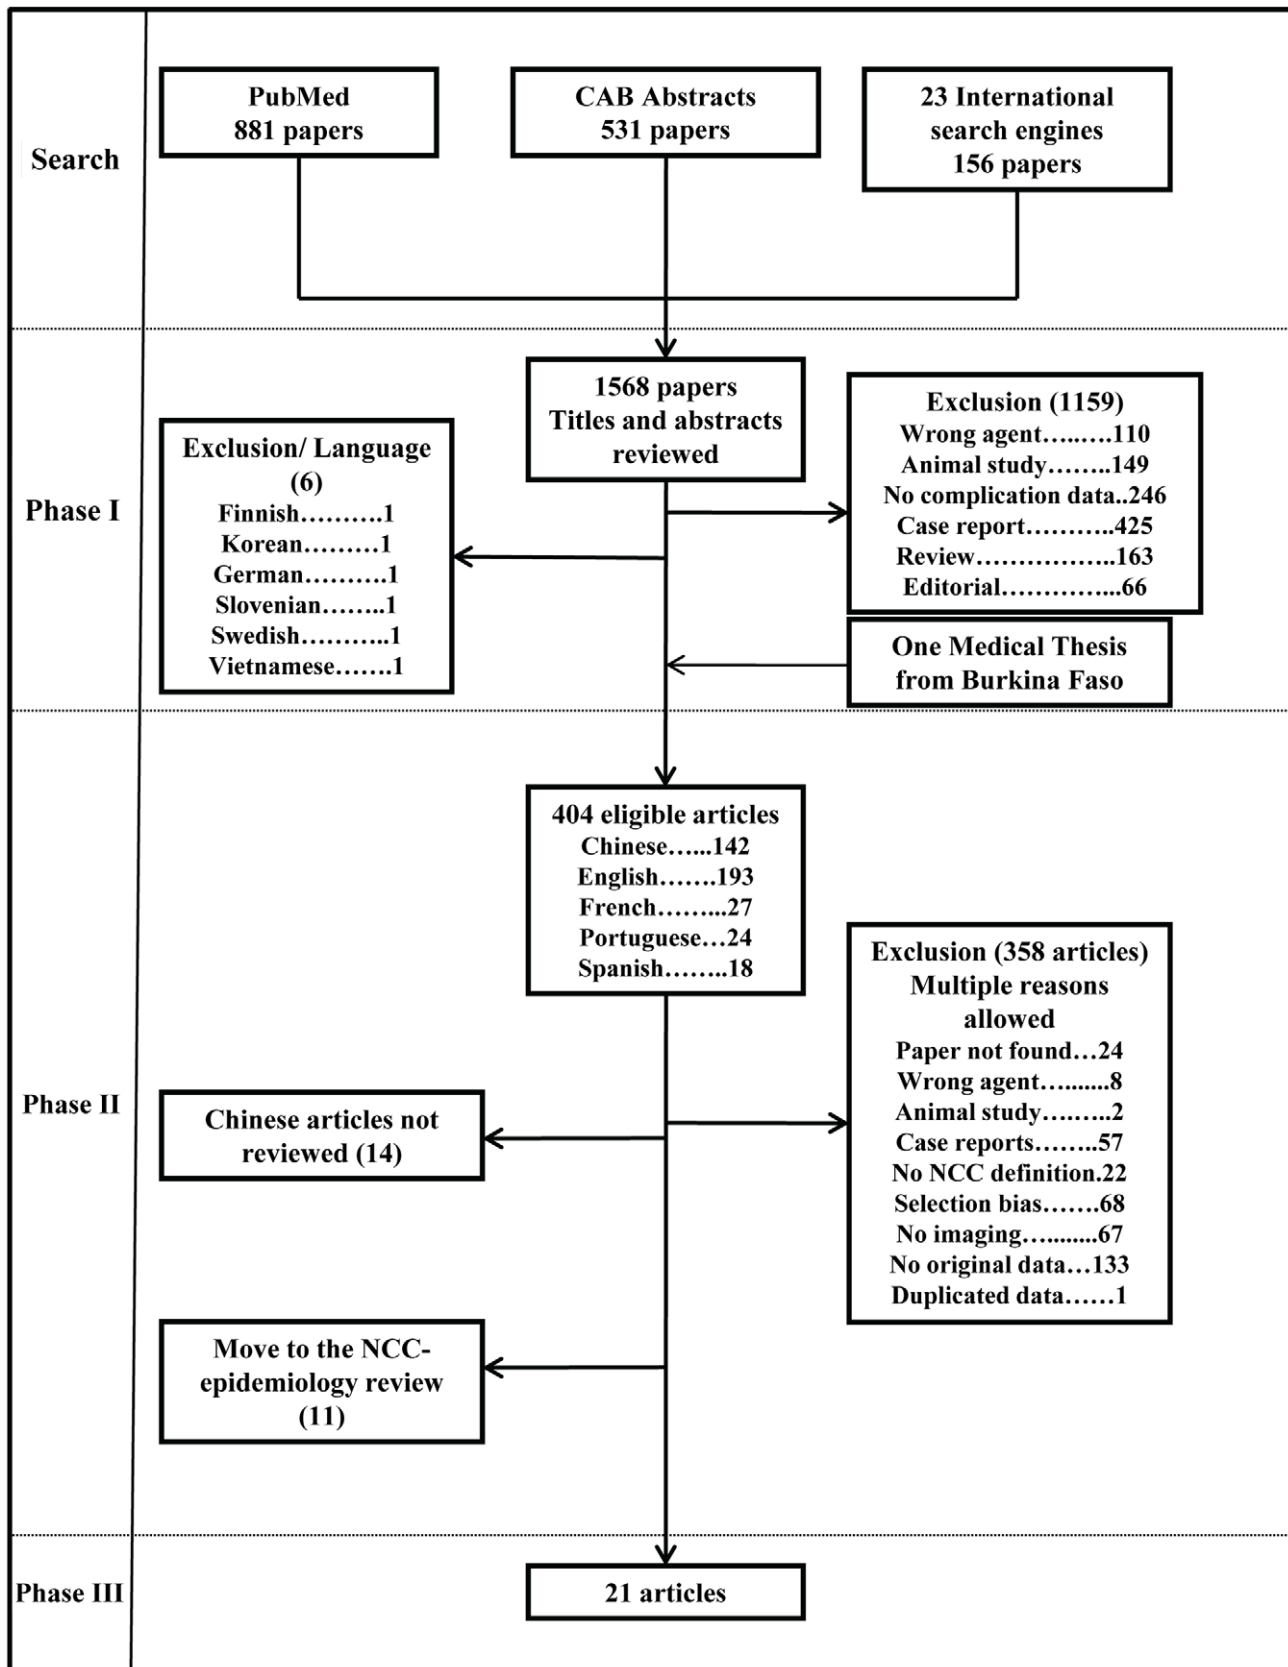 Search
PubMed
881 papers
CAB Abstracts
531 papers
23 International
search engines
156 papers
Phase I
1568 papers
Titles and abstracts
reviewed
Exclusion/ Language
(6)
Finnish……….1
Korean………1
German……….1
Slovenian……..1
Swedish………..1
Vietnamese…….1
Exclusion (1159)
Wrong agent…..….110
Animal study……..149
No complication data..246
Case report………..425
Review……………..163
Editorial…………...66
One Medical Thesis
from Burkina Faso
Phase II
404 eligible articles
Chinese…...142
English…….193
French……...27
Portuguese…24
Spanish……..18
Exclusion (358 articles)
Multiple reasons
allowed
Paper not found…24
Wrong agent….......8
Animal study….…..2
Case reports……..57
No NCC definition.22
Selection bias…….68
No imaging….........67
No original data…133
Duplicated data……1
Chinese articles not
reviewed (14)
Move to the NCC-
epidemiology review
(11)
Phase III
21 articles